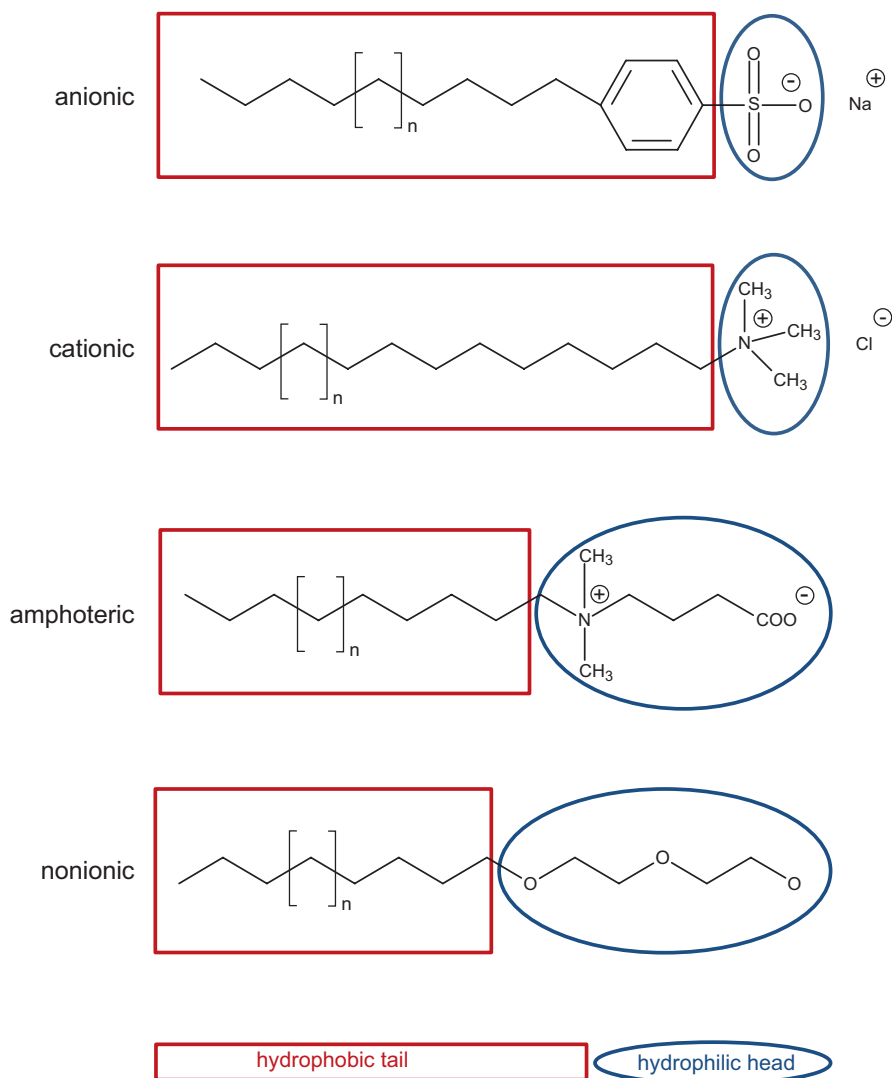 anionic
n
O
S
O
O
⊖
Na
⊕
cationic
n
CH3
N
⊕
CH3
CH3
Cl
⊖
amphoteric
n
CH3
N
⊕
CH3
COO
⊖
nonionic
n
O
O
O
hydrophobic tail
hydrophilic head